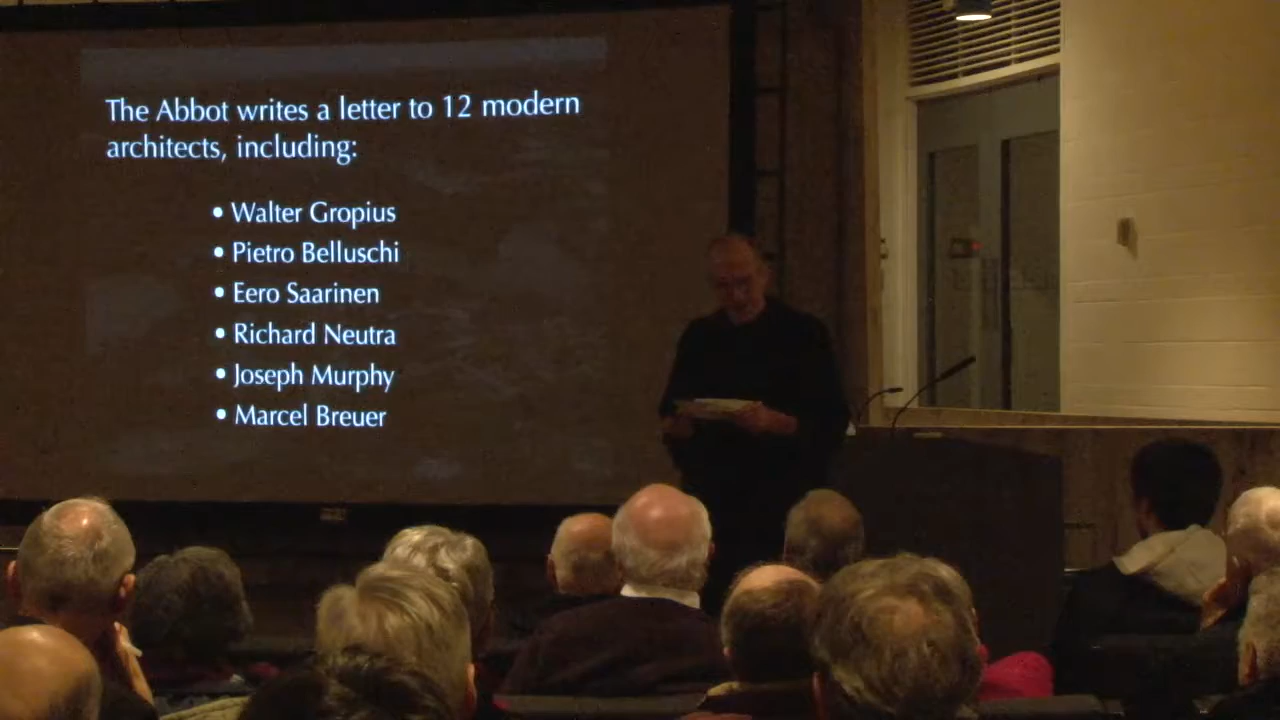 The Abbot writes a letter to 12 modern
architects, including:
• Walter Gropius
• Pietro Belluschi
• Eero Saarinen
• Richard Neutra
• Joseph Murphy
• Marcel Breuer